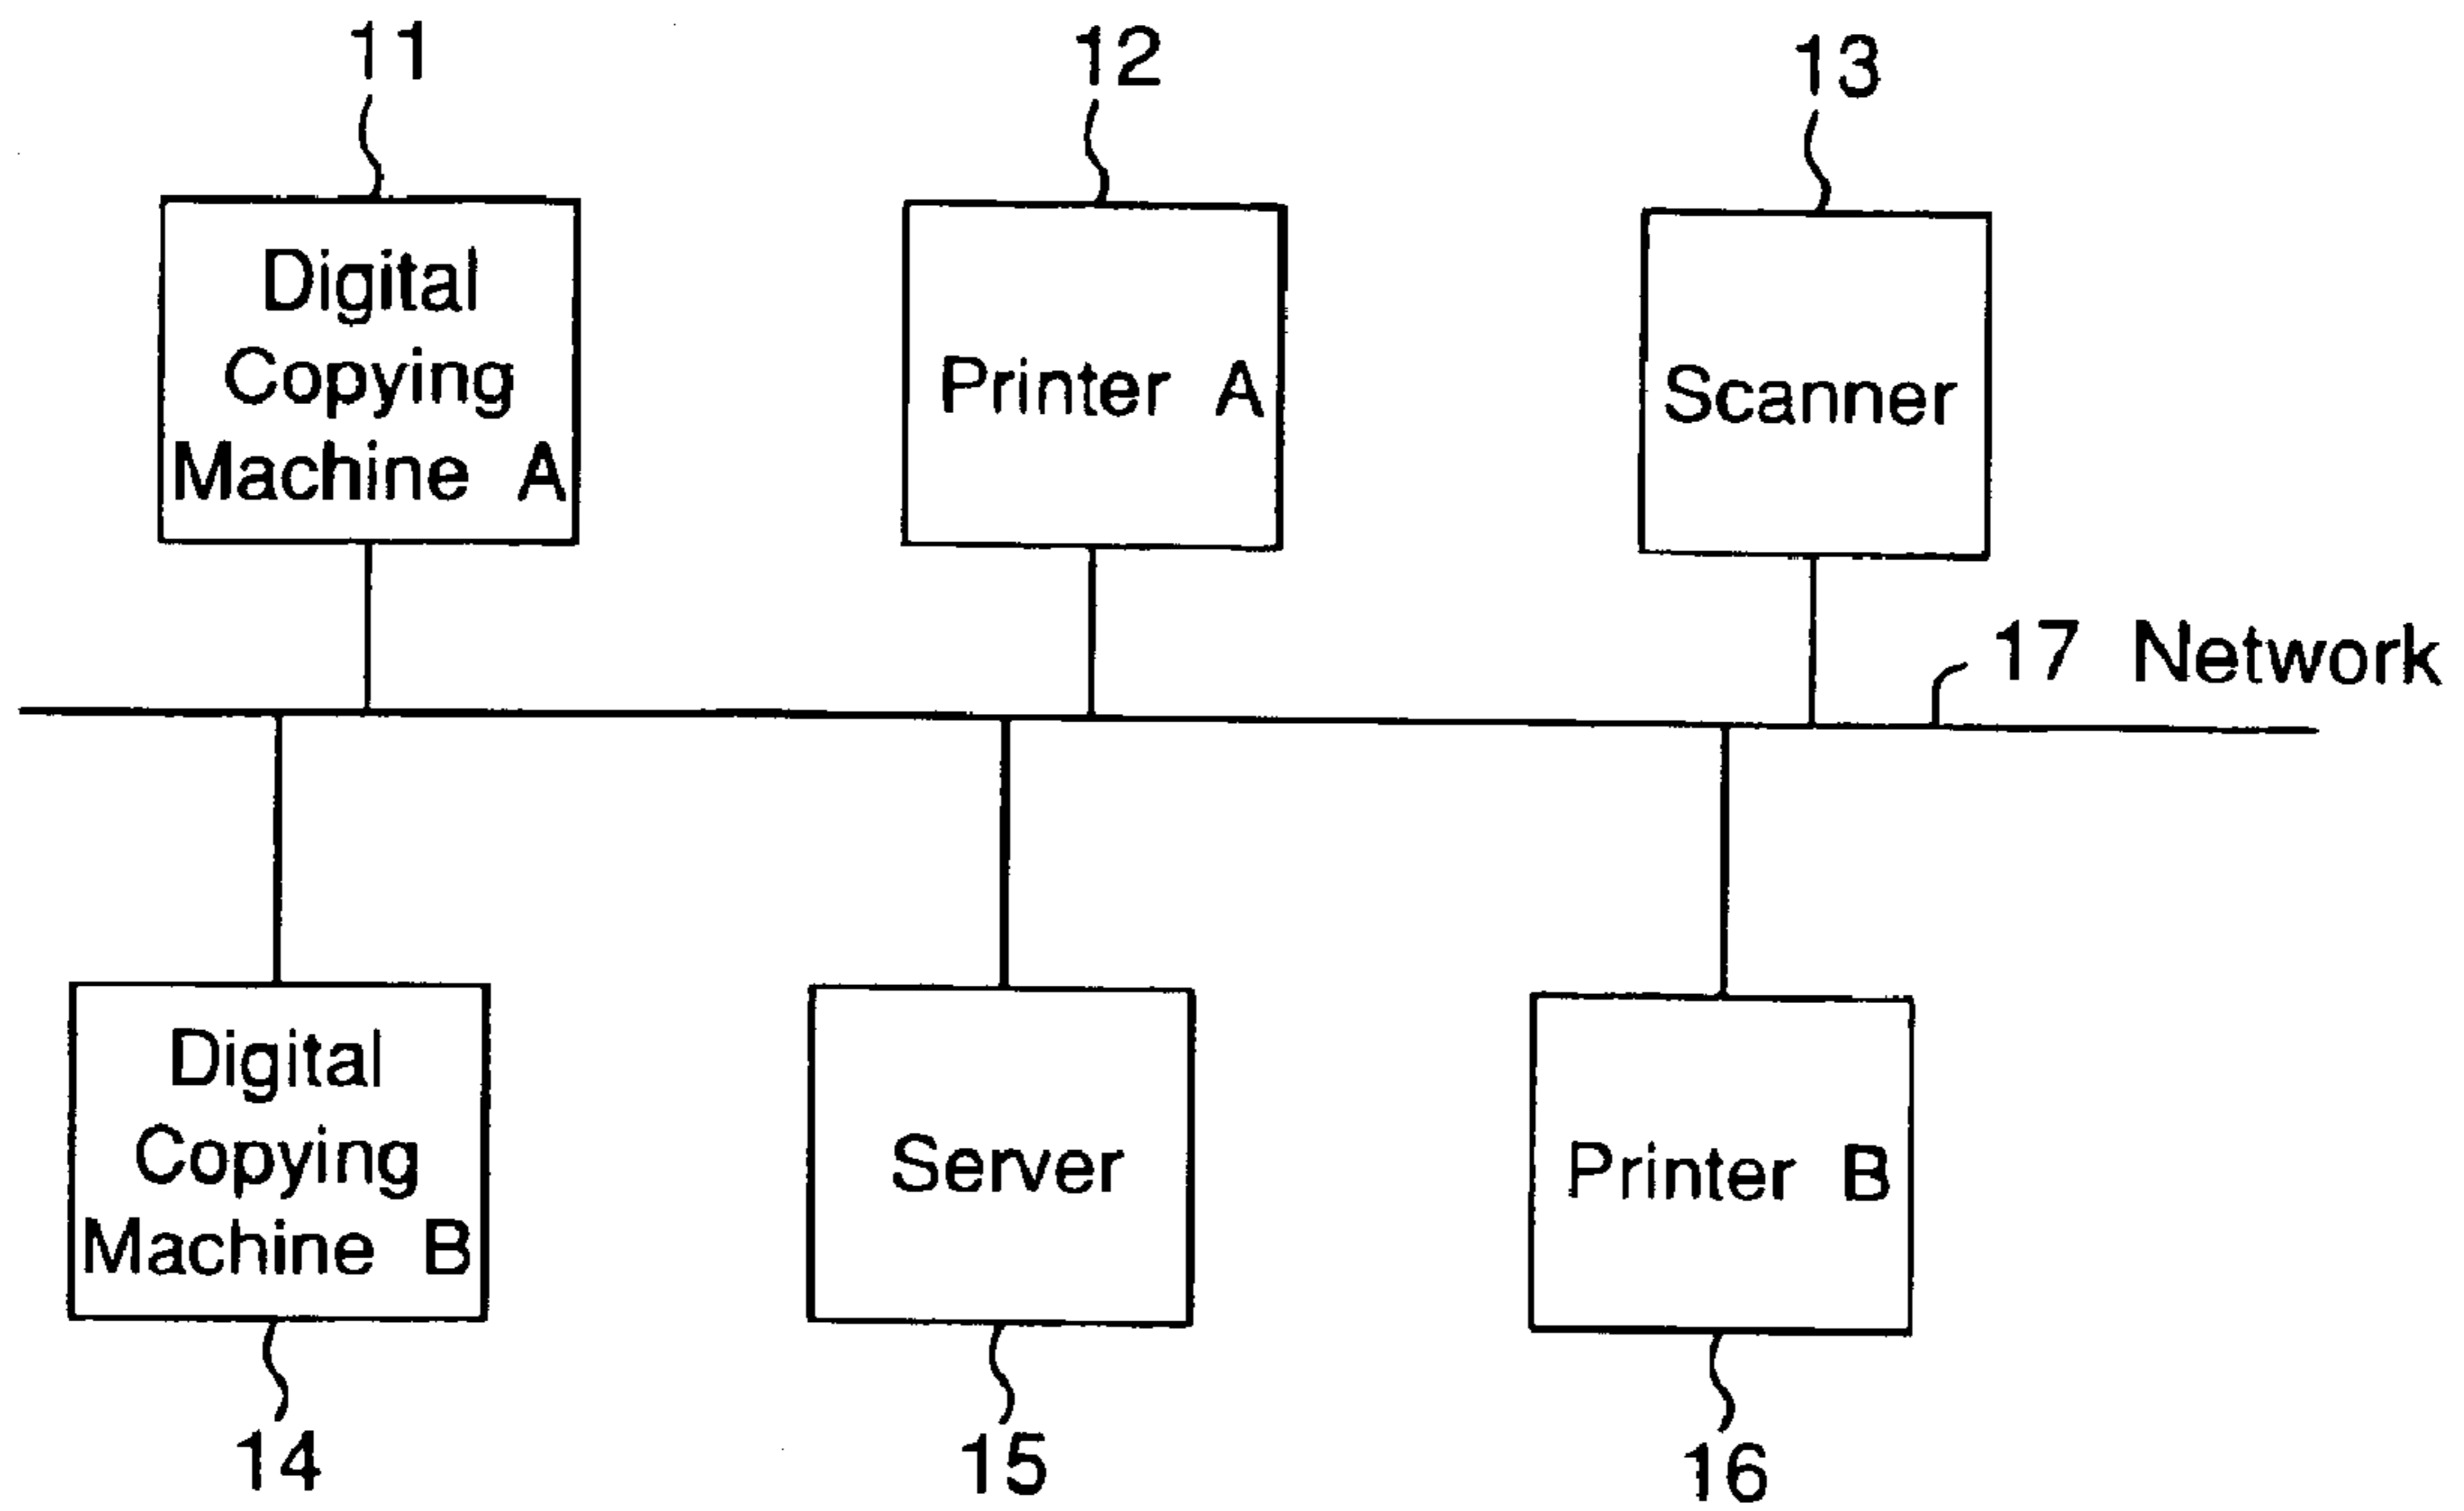 11
12
13
Digital
Copying
Machine A
Printer A
Scanner
17 Network
Digital
Copying
Machine B
Server
Printer B
14
15
16